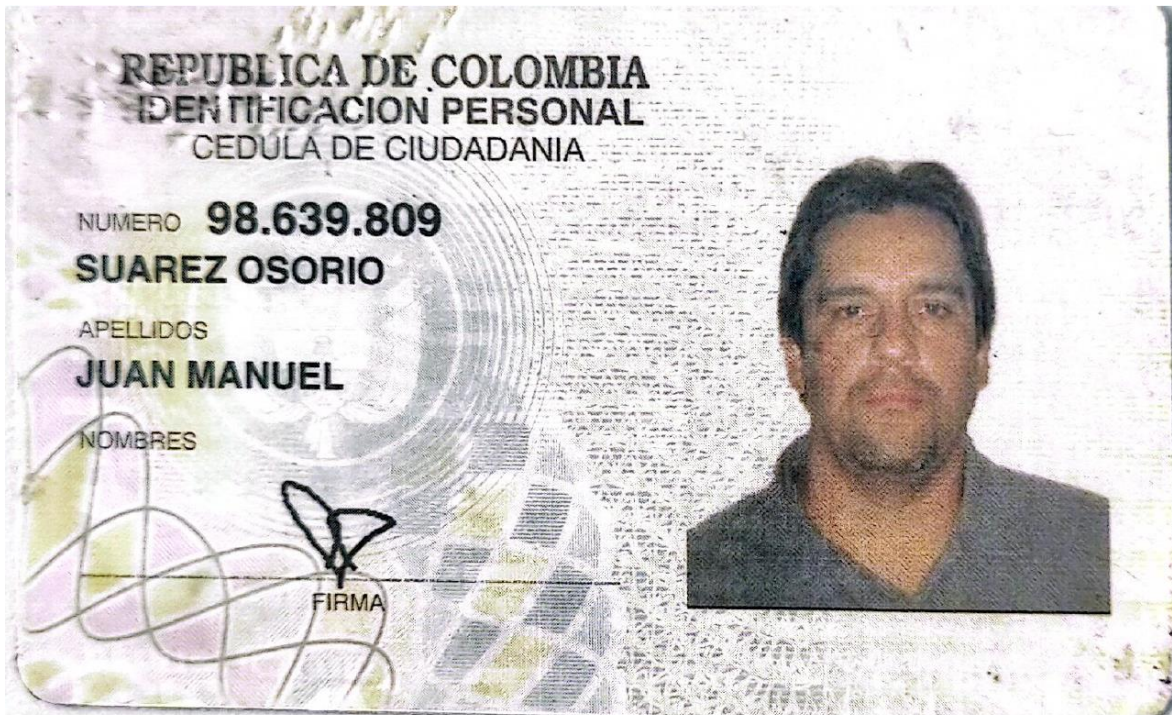 REPUBLICA DE COLOMBIA
IDENTIFICACION PERSONAL
CEDULA DE CIUDADANIA
NUMERO 98.639.809
SUAREZ OSORIO
APELLIDOS
JUAN MANUEL
NOMBRES
FIRMA